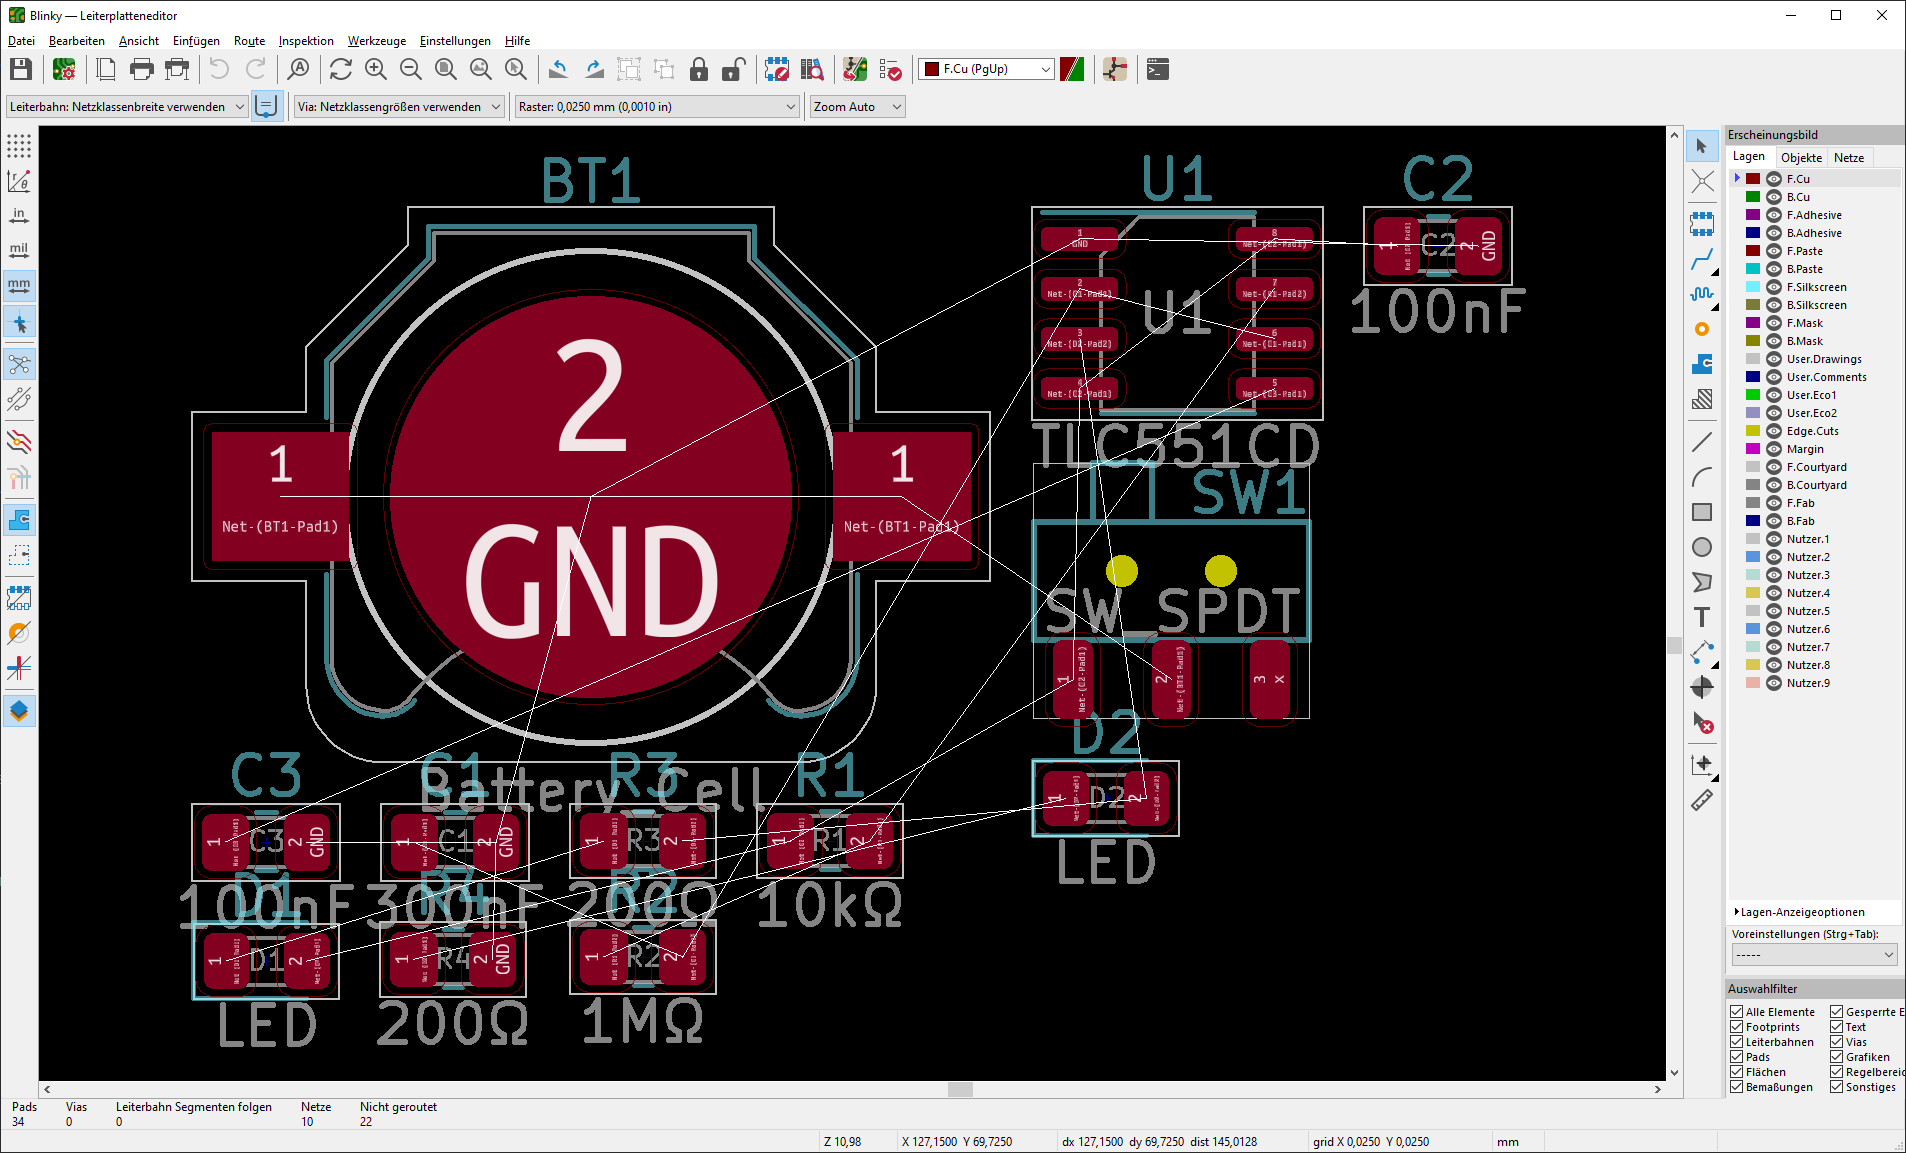 Blinky — Leiterplatteneditor
Datei Bearbeiten Ansicht Einfügen Route Inspektion Werkzeuge Einstellungen Hilfe
F.Cu (PgUp)
Leiterbahn: Netzklassenbreite verwenden Via: Netzklassengrößen verwenden Raster: 0,0250 mm (0,0010 in) Zoom Auto
in
mil
mm
BT1
2
GND
1
Net-(BT1-Pad1)
1
Net-(BT1-Pad1)
Battery_Cell
U1
1
GND
2
Net-(C1-Pad1)
3
Net-(D2-Pad2)
4
Net-(C2-Pad1)
8
Net-(C2-Pad1)
7
Net-(R1-Pad2)
6
Net-(C1-Pad1)
5
Net-(C3-Pad1)
U1
TLC551CD
C2
1
C2
2
GND
100nF
SW1
SW_SPDT
1
Net-(C2-Pad1)
2
Net-(BT1-Pad1)
3
x
D2
1
D2
2
LED
C3
1
C3
2
GND
100nF
C1
1
C1
2
GND
300nF
R3
1
R3
2
200Ω
R1
1
R1
2
10kΩ
D1
1
D1
2
LED
R4
1
R4
2
GND
200Ω
R2
1
R2
2
1MΩ
Erscheinungsbild
Lagen Objekte Netze
F.Cu
B.Cu
F.Adhesive
B.Adhesive
F.Paste
B.Paste
F.Silkscreen
B.Silkscreen
F.Mask
B.Mask
User.Drawings
User.Comments
User.Eco1
User.Eco2
Edge.Cuts
Margin
F.Courtyard
B.Courtyard
F.Fab
B.Fab
Nutzer.1
Nutzer.2
Nutzer.3
Nutzer.4
Nutzer.5
Nutzer.6
Nutzer.7
Nutzer.8
Nutzer.9
Lagen-Anzeigeoptionen
Voreinstellungen (Strg+Tab):
-----
Auswahlfilter
Alle Elemente Gesperrte E
Footprints Text
Leiterbahnen Vias
Pads Grafiken
Flächen Regelbereic
Bemaßungen Sonstiges
Pads Vias Leiterbahn Segmenten folgen Netze Nicht geroutet
34 0 0 10 22
Z 10,98 X 127,1500 Y 69,7250 dx 127,1500 dy 69,7250 dist 145,0128 grid X 0,0250 Y 0,0250 mm